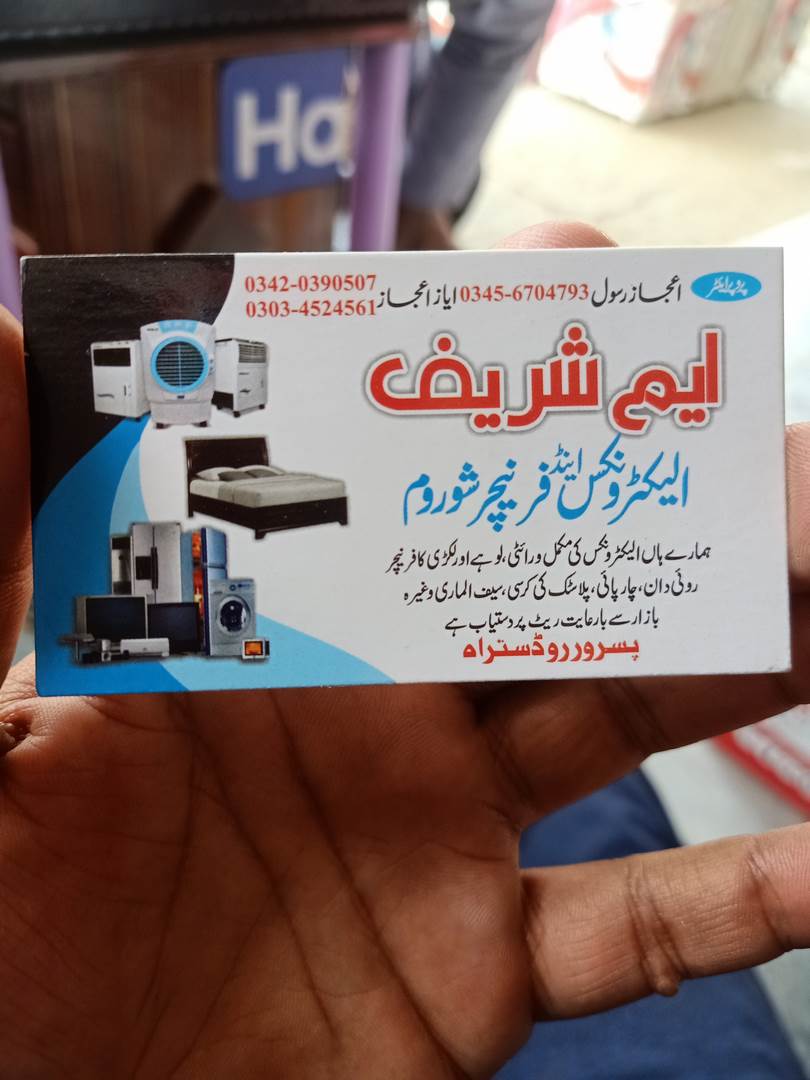 Ha
پروپرائیٹر
اعجاز رسول 0345-6704793 ایاز اعجاز 0342-0390507
0303-4524561
ایم شریف
الیکٹرونکس اینڈ فرنیچر شوروم
ہمارے ہاں الیکٹرونکس کی مکمل ورائٹی، لوہے اور لکڑی کا فرنیچر
روئی دان، چارپائی، پلاسٹک کی کرسی، سیف الماری وغیرہ
بازار سے بارعایت ریٹ پر دستیاب ہے
پسرور روڈ ستراہ